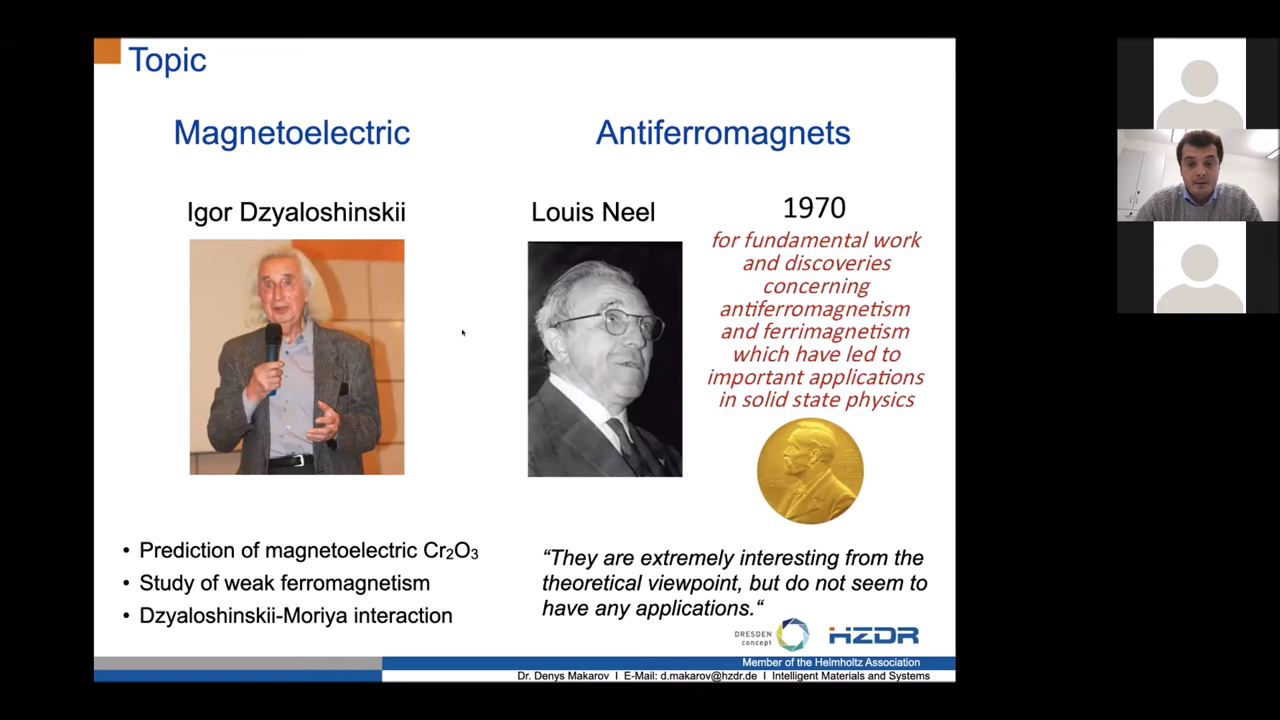 Topic
Magnetoelectric
Antiferromagnets
Igor Dzyaloshinskii
Louis Neel
1970
for fundamental work
and discoveries
concerning
antiferromagnetism
and ferrimagnetism
which have led to
important applications
in solid state physics
• Prediction of magnetoelectric Cr₂O₃
• Study of weak ferromagnetism
• Dzyaloshinskii-Moriya interaction
“They are extremely interesting from the
theoretical viewpoint, but do not seem to
have any applications.“
DRESDEN
concept
HZDR
Member of the Helmholtz Association
Dr. Denys Makarov I E-Mail: d.makarov@hzdr.de I Intelligent Materials and Systems